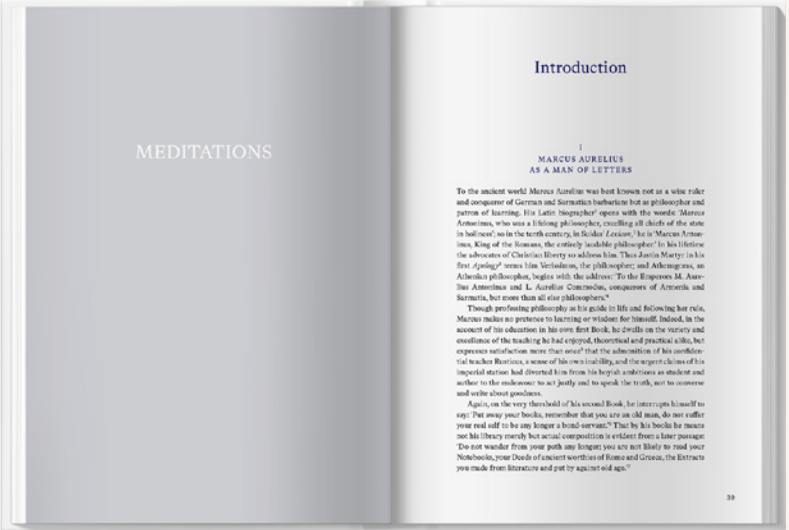 MEDITATIONS
Introduction
I
MARCUS AURELIUS
AS A MAN OF LETTERS
To the ancient world Marcus Aurelius was best known not as a wise ruler
and conqueror of German and Sarmatian barbarians but as philosopher and
patron of learning. His Latin biographer¹ opens with the words: 'Marcus
Antoninus, who was a lifelong philosopher, excelling all chiefs of the state
in holiness'; so in the tenth century, in Suidas' Lexicon,² he is 'Marcus Anton-
inus, King of the Romans, the entirely laudable philosopher.' In his lifetime
the advocates of Christian liberty so address him. Thus Justin Martyr in his
first Apology³ terms him Verissimus, the philosopher; and Athenagoras, an
Athenian philosopher, begins with the address: 'To the Emperors M. Aure-
lius Antoninus and L. Aurelius Commodus, conquerors of Armenia and
Sarmatia, but more than all else philosophers.'⁴
Though professing philosophy as his guide in life and following her rule,
Marcus makes no pretence to learning or wisdom for himself. Indeed, in the
account of his education in his own first Book, he dwells on the variety and
excellence of the teaching he had enjoyed, theoretical and practical alike, but
expresses satisfaction more than once⁵ that the admonition of his confiden-
tial teacher Rusticus, a sense of his own inability, and the urgent claims of his
imperial station had diverted him from his boyish ambitions as student and
author to the endeavour to act justly and to speak the truth, not to converse
and write about goodness.
Again, on the very threshold of his second Book, he interrupts himself to
say: 'Put away your books, remember that you are an old man, do not suffer
your real self to be any longer a bond-servant.'⁶ That by his books he means
not his library merely but actual composition is evident from a later passage:
'Do not wander from your path any longer; you are not likely to read your
Notebooks, your Deeds of ancient worthies of Rome and Greece, the Extracts
you made from literature and put by against old age.'⁷
39